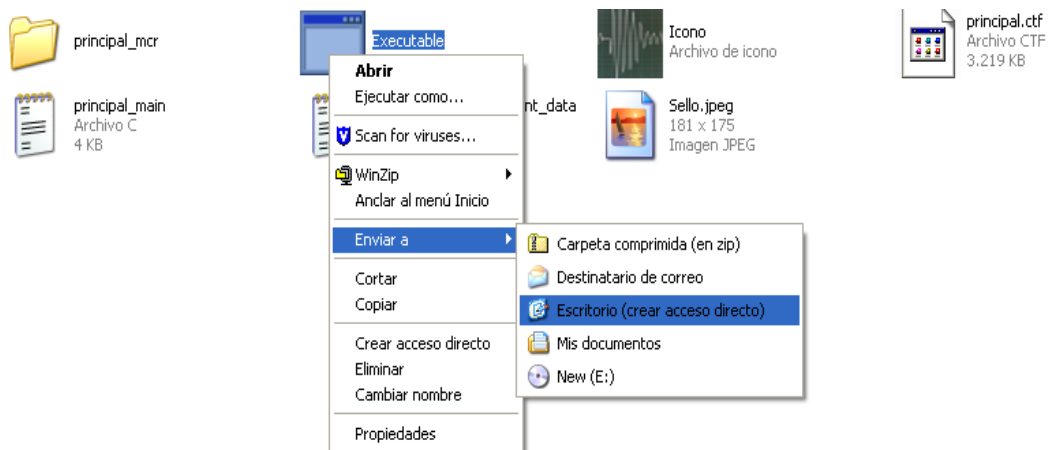 principal_mcr
Executable
Icono
Archivo de icono
principal.ctf
Archivo CTF
3.219 KB
principal_main
Archivo C
4 KB
nt_data
Sello.jpeg
181 x 175
Imagen JPEG
Abrir
Ejecutar como...
Scan for viruses...
WinZip
Anclar al menú Inicio
Enviar a
Cortar
Copiar
Crear acceso directo
Eliminar
Cambiar nombre
Propiedades
Carpeta comprimida (en zip)
Destinatario de correo
Escritorio (crear acceso directo)
Mis documentos
New (E:)